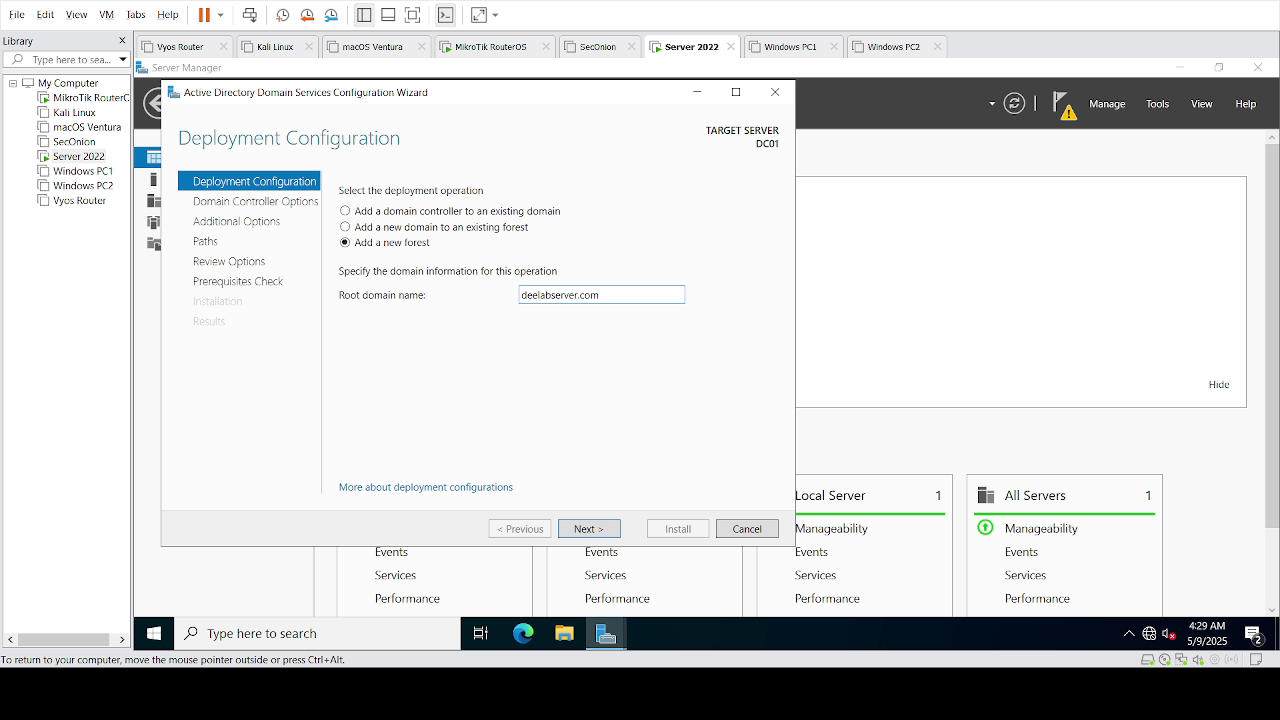 File Edit View VM Tabs Help
Library
Type here to sea...
My Computer
MikroTik RouterO
Kali Linux
macOS Ventura
SecOnion
Server 2022
Windows PC1
Windows PC2
Vyos Router
Vyos Router Kali Linux macOS Ventura MikroTik RouterOS SecOnion Server 2022 Windows PC1 Windows PC2
Server Manager
Manage Tools View Help
Active Directory Domain Services Configuration Wizard
Deployment Configuration
TARGET SERVER
DC01
Deployment Configuration
Domain Controller Options
Additional Options
Paths
Review Options
Prerequisites Check
Installation
Results
Select the deployment operation
Add a domain controller to an existing domain
Add a new domain to an existing forest
Add a new forest
Specify the domain information for this operation
Root domain name: deelabserver.com
More about deployment configurations
< Previous Next > Install Cancel
Hide
Local Server 1
Manageability
Events
Services
Performance
All Servers 1
Manageability
Events
Services
Performance
Events
Services
Performance
Events
Services
Performance
Type here to search
4:29 AM
5/9/2025
2
To return to your computer, move the mouse pointer outside or press Ctrl+Alt.